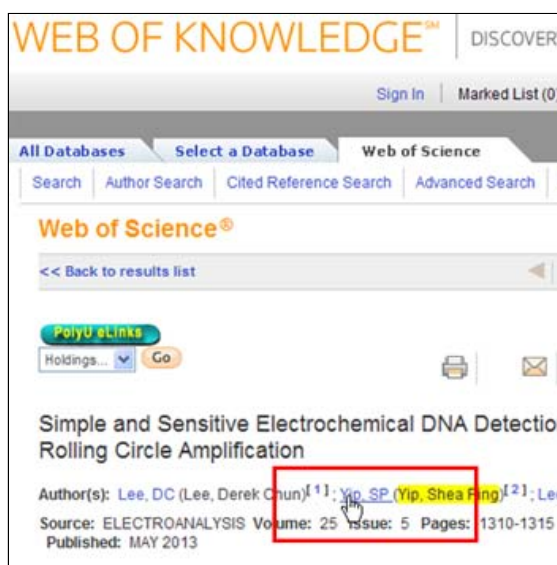 WEB OF KNOWLEDGE℠ DISCOVER
Sign In Marked List (0)
All Databases Select a Database Web of Science
Search Author Search Cited Reference Search Advanced Search
Web of Science®
<< Back to results list
PolyU eLinks
Holdings... Go
Simple and Sensitive Electrochemical DNA Detectio
Rolling Circle Amplification
Author(s): Lee, DC (Lee, Derek Chun)[1]; Yip, SP (Yip, Shea Ping)[2]; Lee
Source: ELECTROANALYSIS Volume: 25 Issue: 5 Pages: 1310-1315
Published: MAY 2013